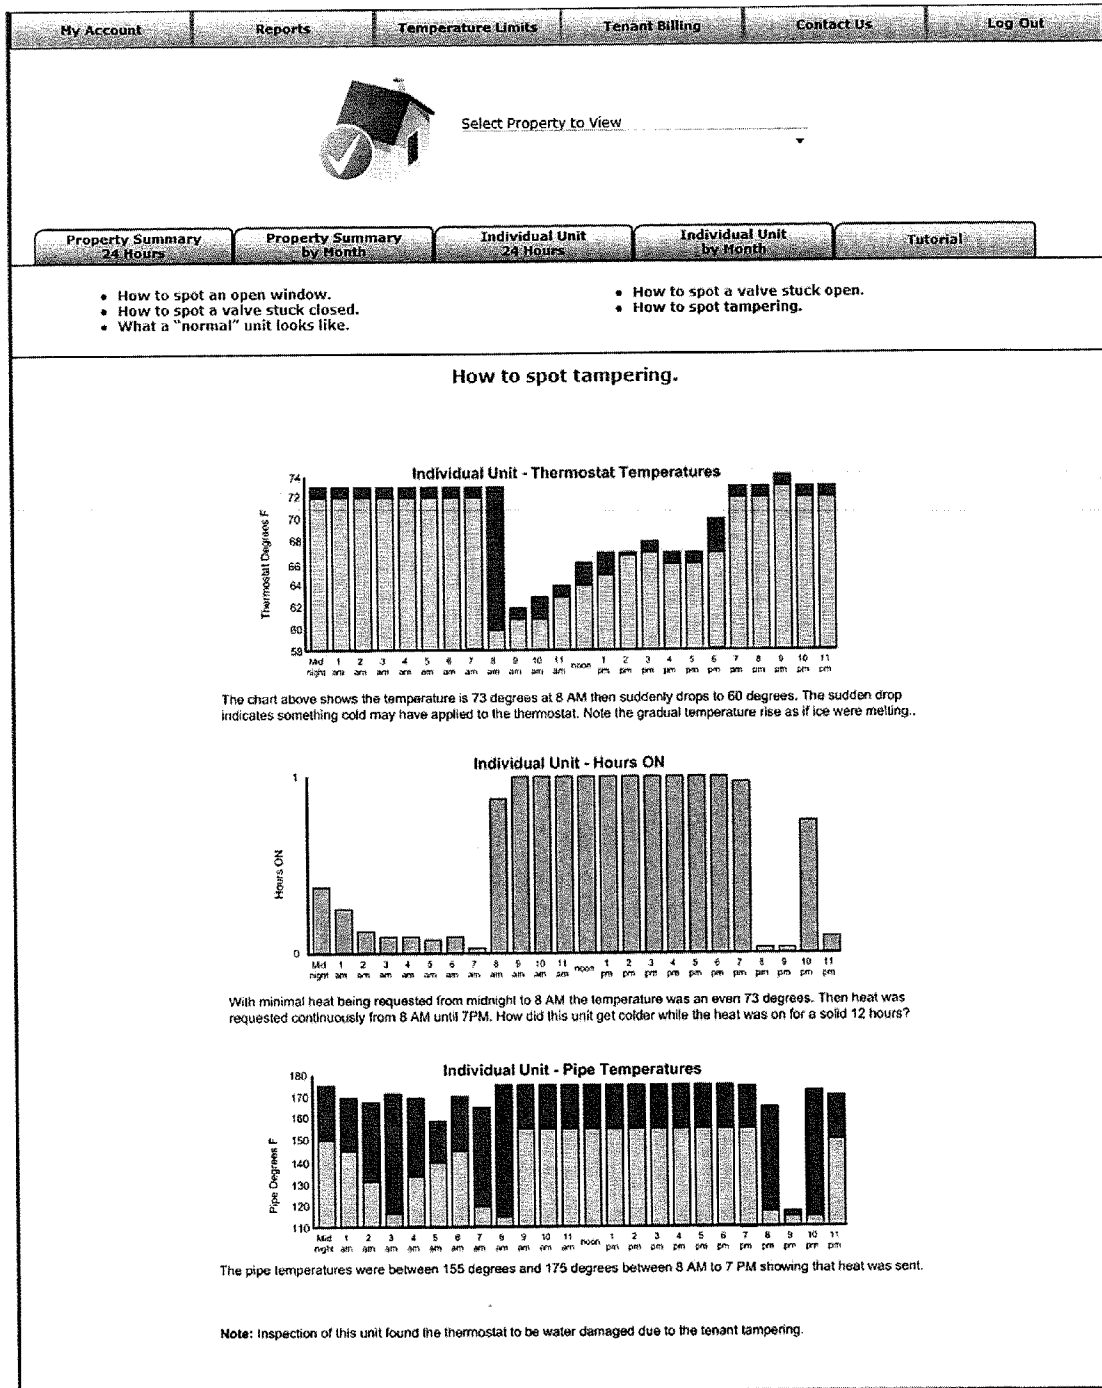 My Account Reports Temperature Limits Tenant Billing Contact Us Log Out
Select Property to View
Property Summary 24 Hours Property Summary by Month Individual Unit 24 Hours Individual Unit by Month Tutorial
• How to spot an open window.
• How to spot a valve stuck closed.
• What a "normal" unit looks like.
• How to spot a valve stuck open.
• How to spot tampering.
How to spot tampering.
Individual Unit - Thermostat Temperatures
Thermostat Degrees F
74
72
70
68
66
64
62
60
58
Mid night 1 am 2 am 3 am 4 am 5 am 6 am 7 am 8 am 9 am 10 am 11 am noon 1 pm 2 pm 3 pm 4 pm 5 pm 6 pm 7 pm 8 pm 9 pm 10 pm 11 pm
The chart above shows the temperature is 73 degrees at 8 AM then suddenly drops to 60 degrees. The sudden drop
indicates something cold may have applied to the thermostat. Note the gradual temperature rise as if ice were melting..
Individual Unit - Hours ON
Hours ON
1
0
Mid night 1 am 2 am 3 am 4 am 5 am 6 am 7 am 8 am 9 am 10 am 11 am noon 1 pm 2 pm 3 pm 4 pm 5 pm 6 pm 7 pm 8 pm 9 pm 10 pm 11 pm
With minimal heat being requested from midnight to 8 AM the temperature was an even 73 degrees. Then heat was
requested continuously from 8 AM until 7PM. How did this unit get colder while the heat was on for a solid 12 hours?
Individual Unit - Pipe Temperatures
Pipe Degrees F
180
170
160
150
140
130
120
110
Mid night 1 am 2 am 3 am 4 am 5 am 6 am 7 am 8 am 9 am 10 am 11 am noon 1 pm 2 pm 3 pm 4 pm 5 pm 6 pm 7 pm 8 pm 9 pm 10 pm 11 pm
The pipe temperatures were between 155 degrees and 175 degrees between 8 AM to 7 PM showing that heat was sent.
Note: Inspection of this unit found the thermostat to be water damaged due to the tenant tampering.